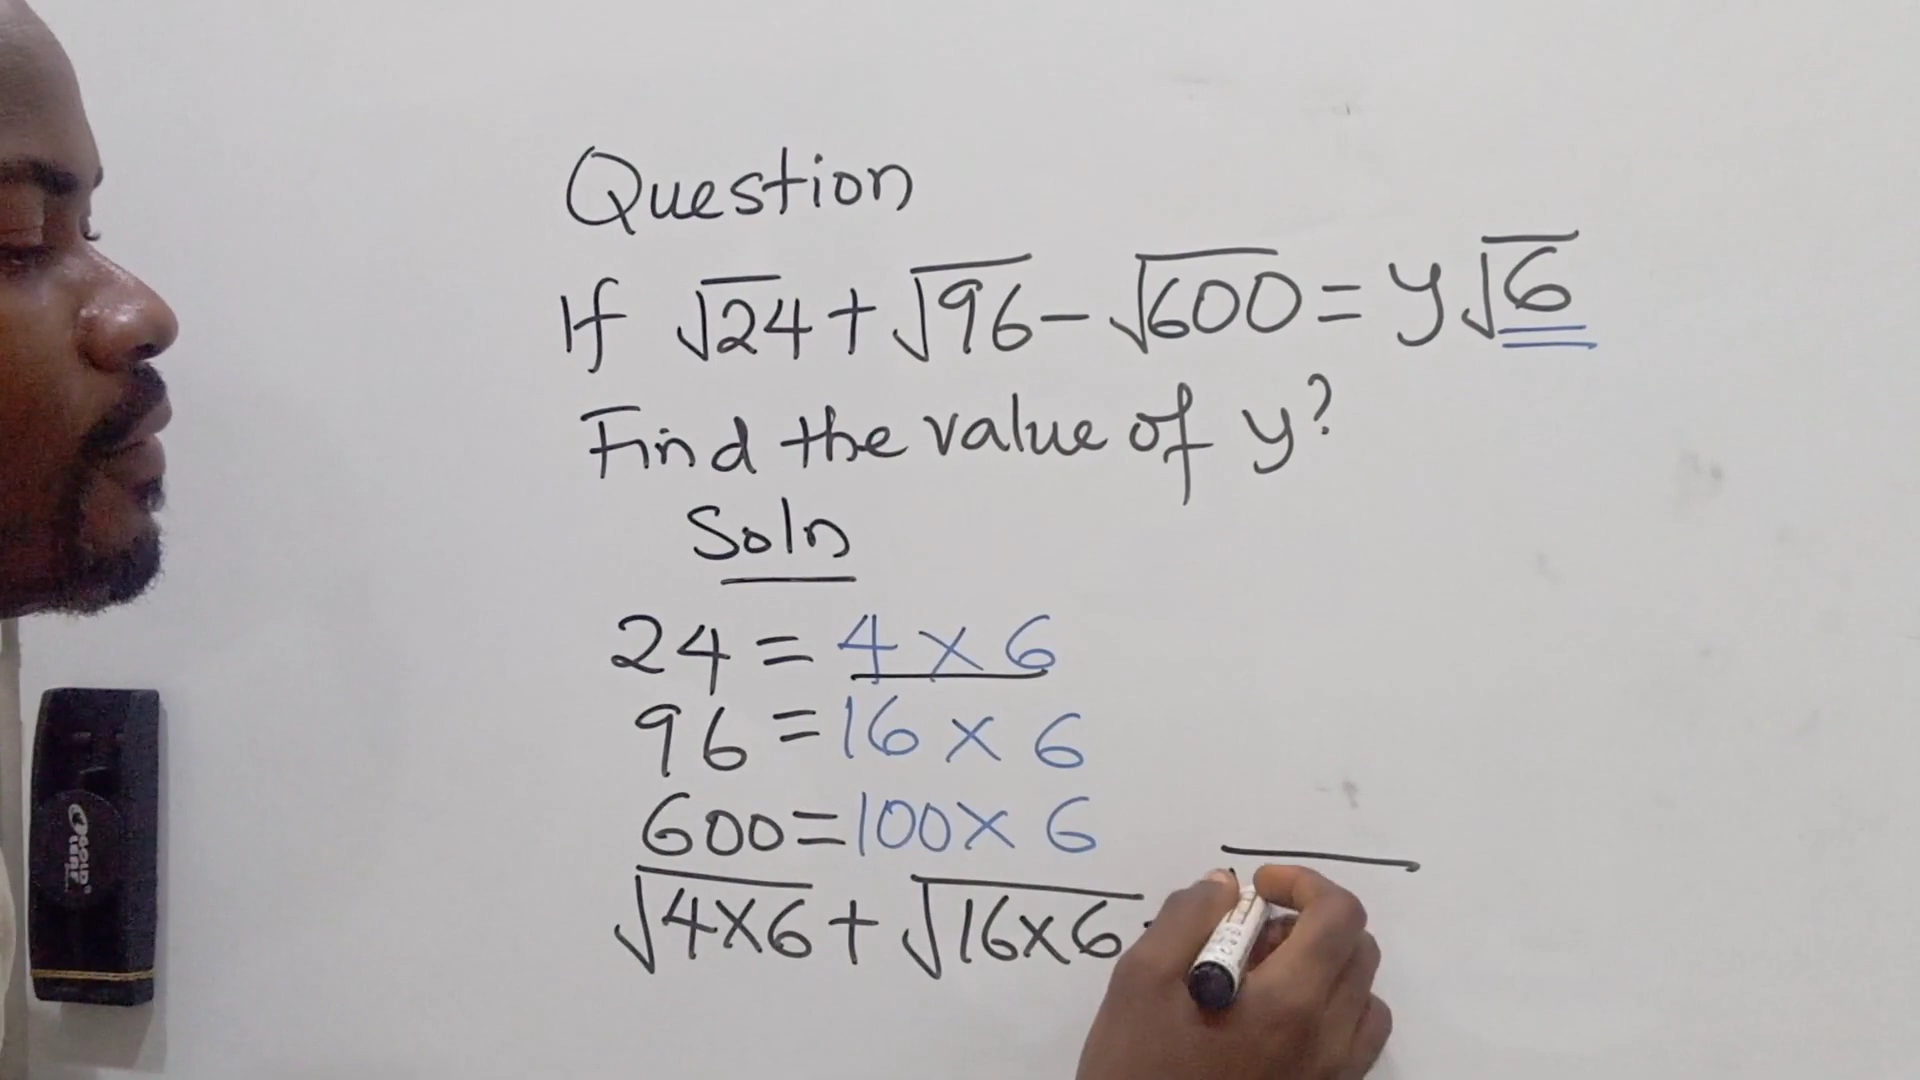 Question
If √24 + √96 - √600 = y√6
Find the value of y?
Soln
24 = 4 × 6
96 = 16 × 6
600 = 100 × 6
√4×6 + √16×6